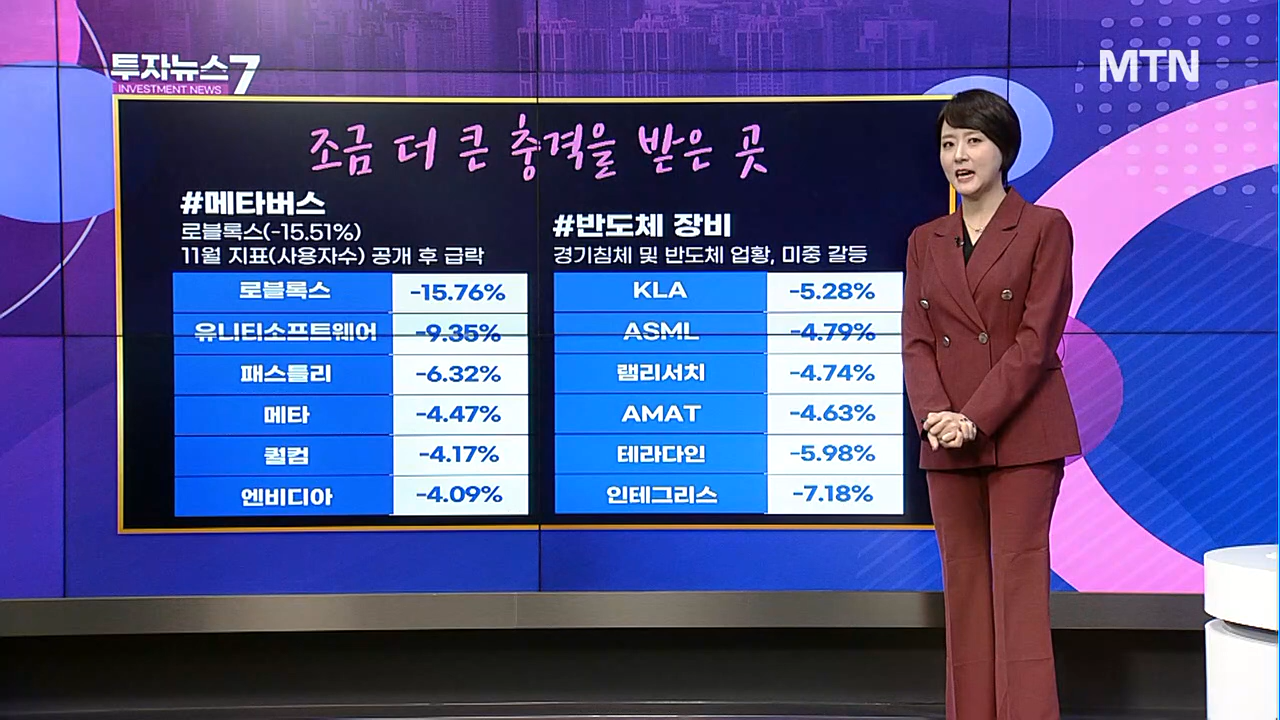 투자뉴스7
INVESTMENT NEWS
MTN
조금 더 큰 충격을 받은 곳
#메타버스
로블록스(-15.51%)
11월 지표(사용자수) 공개 후 급락
로블록스 -15.76%
유니티소프트웨어 -9.35%
패스틀리 -6.32%
메타 -4.47%
퀄컴 -4.17%
엔비디아 -4.09%
#반도체 장비
경기침체 및 반도체 업황, 미중 갈등
KLA -5.28%
ASML -4.79%
램리서치 -4.74%
AMAT -4.63%
테라다인 -5.98%
인테그리스 -7.18%